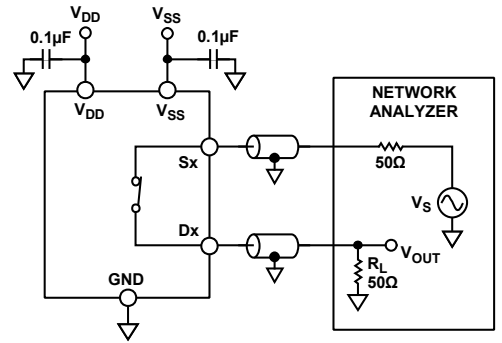 V_DD
V_SS
0.1µF
0.1µF
V_DD
V_SS
NETWORK
ANALYZER
Sx
50Ω
V_S
Dx
V_OUT
R_L
50Ω
GND